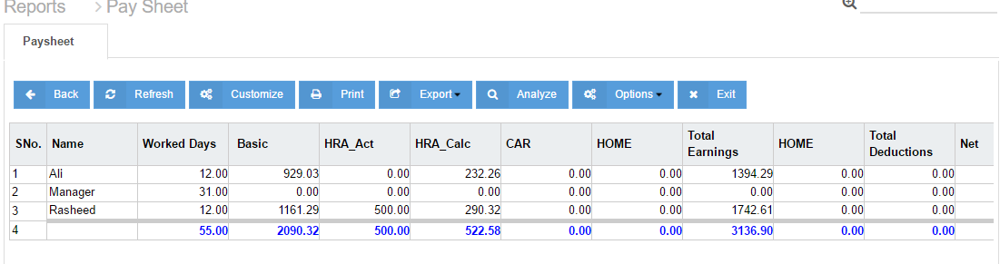 Reports > Pay Sheet
Paysheet
Back Refresh Customize Print Export Analyze Options Exit
SNo. Name Worked Days Basic HRA_Act HRA_Calc CAR HOME Total Earnings HOME Total Deductions Net
1 Ali 12.00 929.03 0.00 232.26 0.00 0.00 1394.29 0.00 0.00
2 Manager 31.00 0.00 0.00 0.00 0.00 0.00 0.00 0.00 0.00
3 Rasheed 12.00 1161.29 500.00 290.32 0.00 0.00 1742.61 0.00 0.00
4 55.00 2090.32 500.00 522.58 0.00 0.00 3136.90 0.00 0.00